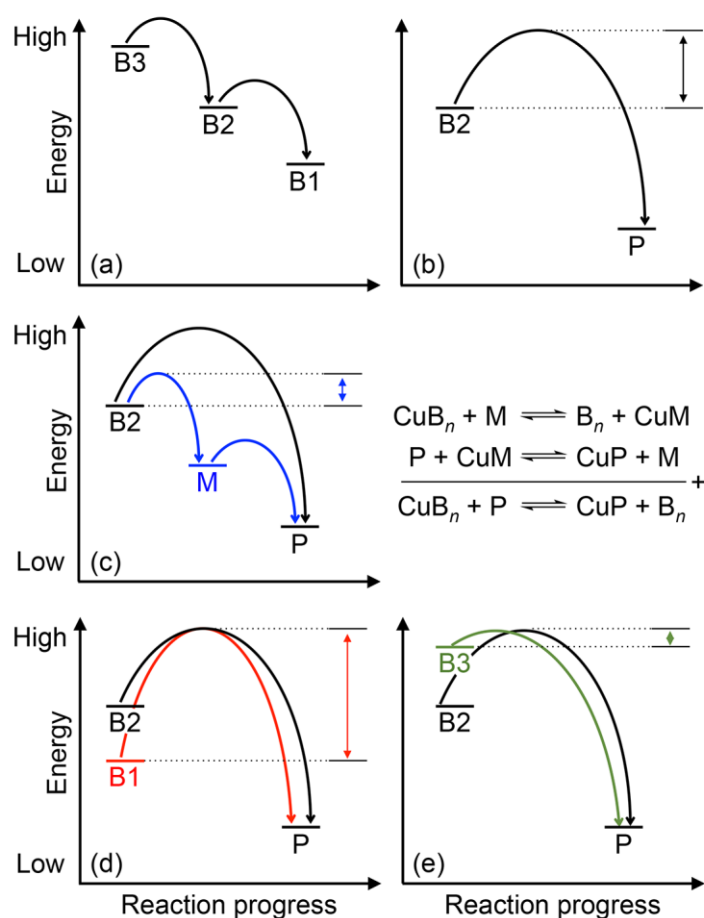 High
B3
B2
B1
Energy
Low
(a)
B2
P
(b)
High
B2
M
P
Energy
Low
(c)
CuBn + M ⇌ Bn + CuM
P + CuM ⇌ CuP + M
+
CuBn + P ⇌ CuP + Bn
High
B2
B1
P
Energy
Low
(d)
Reaction progress
B3
B2
P
(e)
Reaction progress